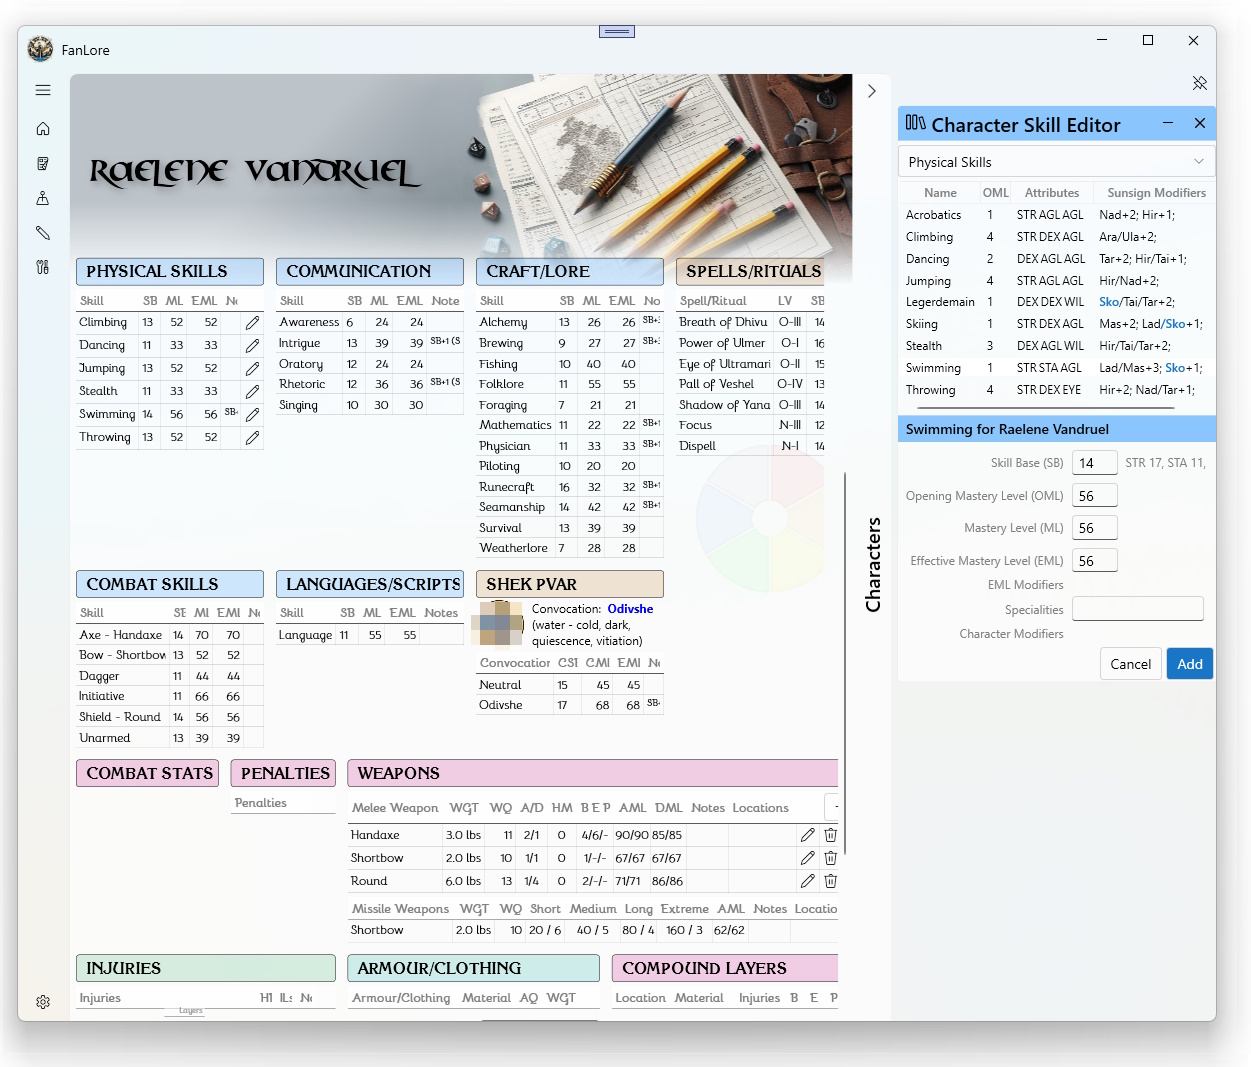 FanLore
RAELENE VANDRUEL
PHYSICAL SKILLS
Skill SB ML EML
Climbing 13 52 52
Dancing 11 33 33
Jumping 13 52 52
Stealth 11 33 33
Swimming 14 56 56 SB
Throwing 13 52 52
COMMUNICATION
Skill SB ML EML Note
Awareness 6 24 24
Intrigue 13 39 39 SB+1 (S
Oratory 12 24 24
Rhetoric 12 36 36 SB+1 (S
Singing 10 30 30
CRAFT/LORE
Skill SB ML EML No
Alchemy 13 26 26
Brewing 9 27 27
Fishing 10 40 40
Folklore 11 55 55
Foraging 7 21 21
Mathematics 11 22 22 SB+1
Physician 11 33 33 SB+1
Piloting 10 20 20
Runecraft 16 32 32 SB+1
Seamanship 14 42 42 SB+1
Survival 13 39 39
Weatherlore 7 28 28
SPELLS/RITUALS
Spell/Ritual LV SB
Breath of Dhivu O-III 14
Power of Ulmer O-I 16
Eye of Ultramari O-II 15
Pall of Veshel O-IV 13
Shadow of Yana O-III 14
Focus N-III 12
Dispell N-I 14
COMBAT SKILLS
Skill
Axe - Handaxe 14 70 70
Bow - Shortbow 13 52 52
Dagger 11 44 44
Initiative 11 66 66
Shield - Round 14 56 56
Unarmed 13 39 39
LANGUAGES/SCRIPTS
Skill SB ML EML Notes
Language 11 55 55
SHEK PVAR
Convocation: Odivshe
(water - cold, dark,
quiescence, vitiation)
Convocation
Neutral 15 45 45
Odivshe 17 68 68 SB
COMBAT STATS
PENALTIES
Penalties
WEAPONS
Melee Weapon WGT WQ A/D HM B E P AML DML Notes Locations
Handaxe 3.0 lbs 11 2/1 0 4/6/- 90/90 85/85
Shortbow 2.0 lbs 10 1/1 0 1/-/- 67/67 67/67
Round 6.0 lbs 13 1/4 0 2/-/- 71/71 86/86
Missile Weapons WGT WQ Short Medium Long Extreme AML Notes Locatio
Shortbow 2.0 lbs 10 20 / 6 40 / 5 80 / 4 160 / 3 62/62
INJURIES
Injuries
Layers
ARMOUR/CLOTHING
Armour/Clothing Material AQ WGT
COMPOUND LAYERS
Location Material Injuries B E P
Characters
Character Skill Editor
Physical Skills
Name OML Attributes Sunsign Modifiers
Acrobatics 1 STR AGL AGL Nad+2; Hir+1;
Climbing 4 STR DEX AGL Ara/Ula+2;
Dancing 2 DEX AGL AGL Tar+2; Hir/Tai+1;
Jumping 4 STR AGL AGL Hir/Nad+2;
Legerdemain 1 DEX DEX WIL Sko/Tai/Tar+2;
Skiing 1 STR DEX AGL Mas+2; Lad/Sko+1;
Stealth 3 DEX AGL WIL Hir/Tai/Tar+2;
Swimming 1 STR STA AGL Lad/Mas+3; Sko+1;
Throwing 4 STR DEX EYE Hir+2; Nad/Tar+1;
Swimming for Raelene Vandruel
Skill Base (SB) 14 STR 17, STA 11,
Opening Mastery Level (OML) 56
Mastery Level (ML) 56
Effective Mastery Level (EML) 56
EML Modifiers
Specialities
Character Modifiers
Cancel Add